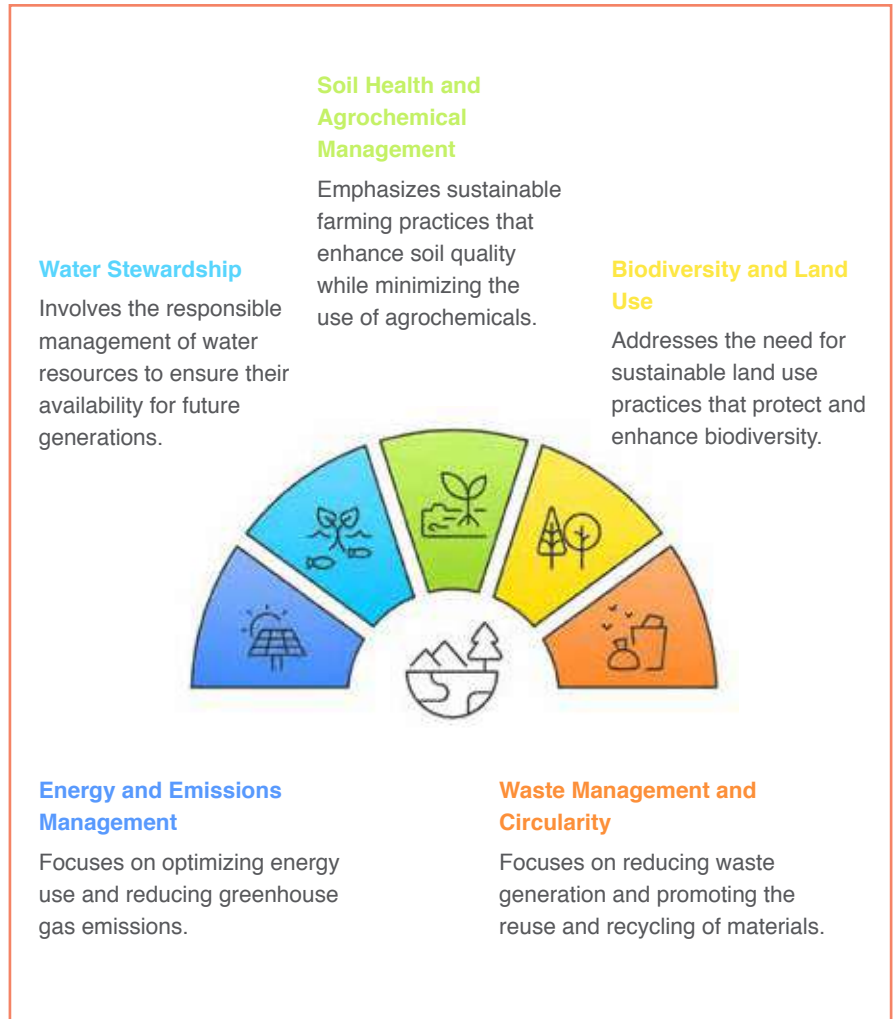 Soil Health and
Agrochemical
Management
Emphasizes sustainable
farming practices that
enhance soil quality
while minimizing the
use of agrochemicals.
Water Stewardship
Involves the responsible
management of water
resources to ensure their
availability for future
generations.
Biodiversity and Land
Use
Addresses the need for
sustainable land use
practices that protect and
enhance biodiversity.
Energy and Emissions
Management
Focuses on optimizing energy
use and reducing greenhouse
gas emissions.
Waste Management and
Circularity
Focuses on reducing waste
generation and promoting the
reuse and recycling of materials.